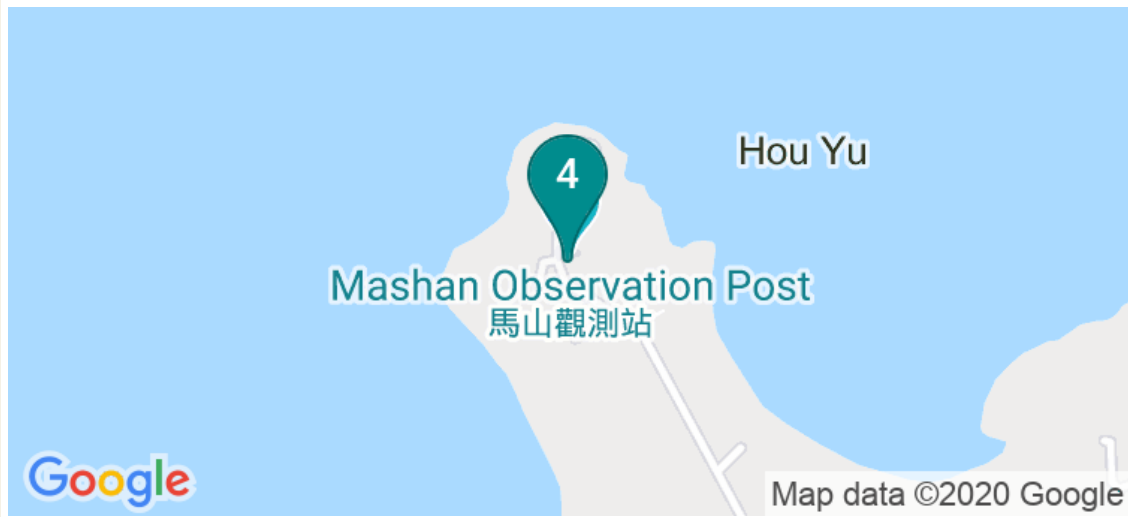 Hou Yu
4
Mashan Observation Post
馬山觀測站
Google
Map data ©2020 Google